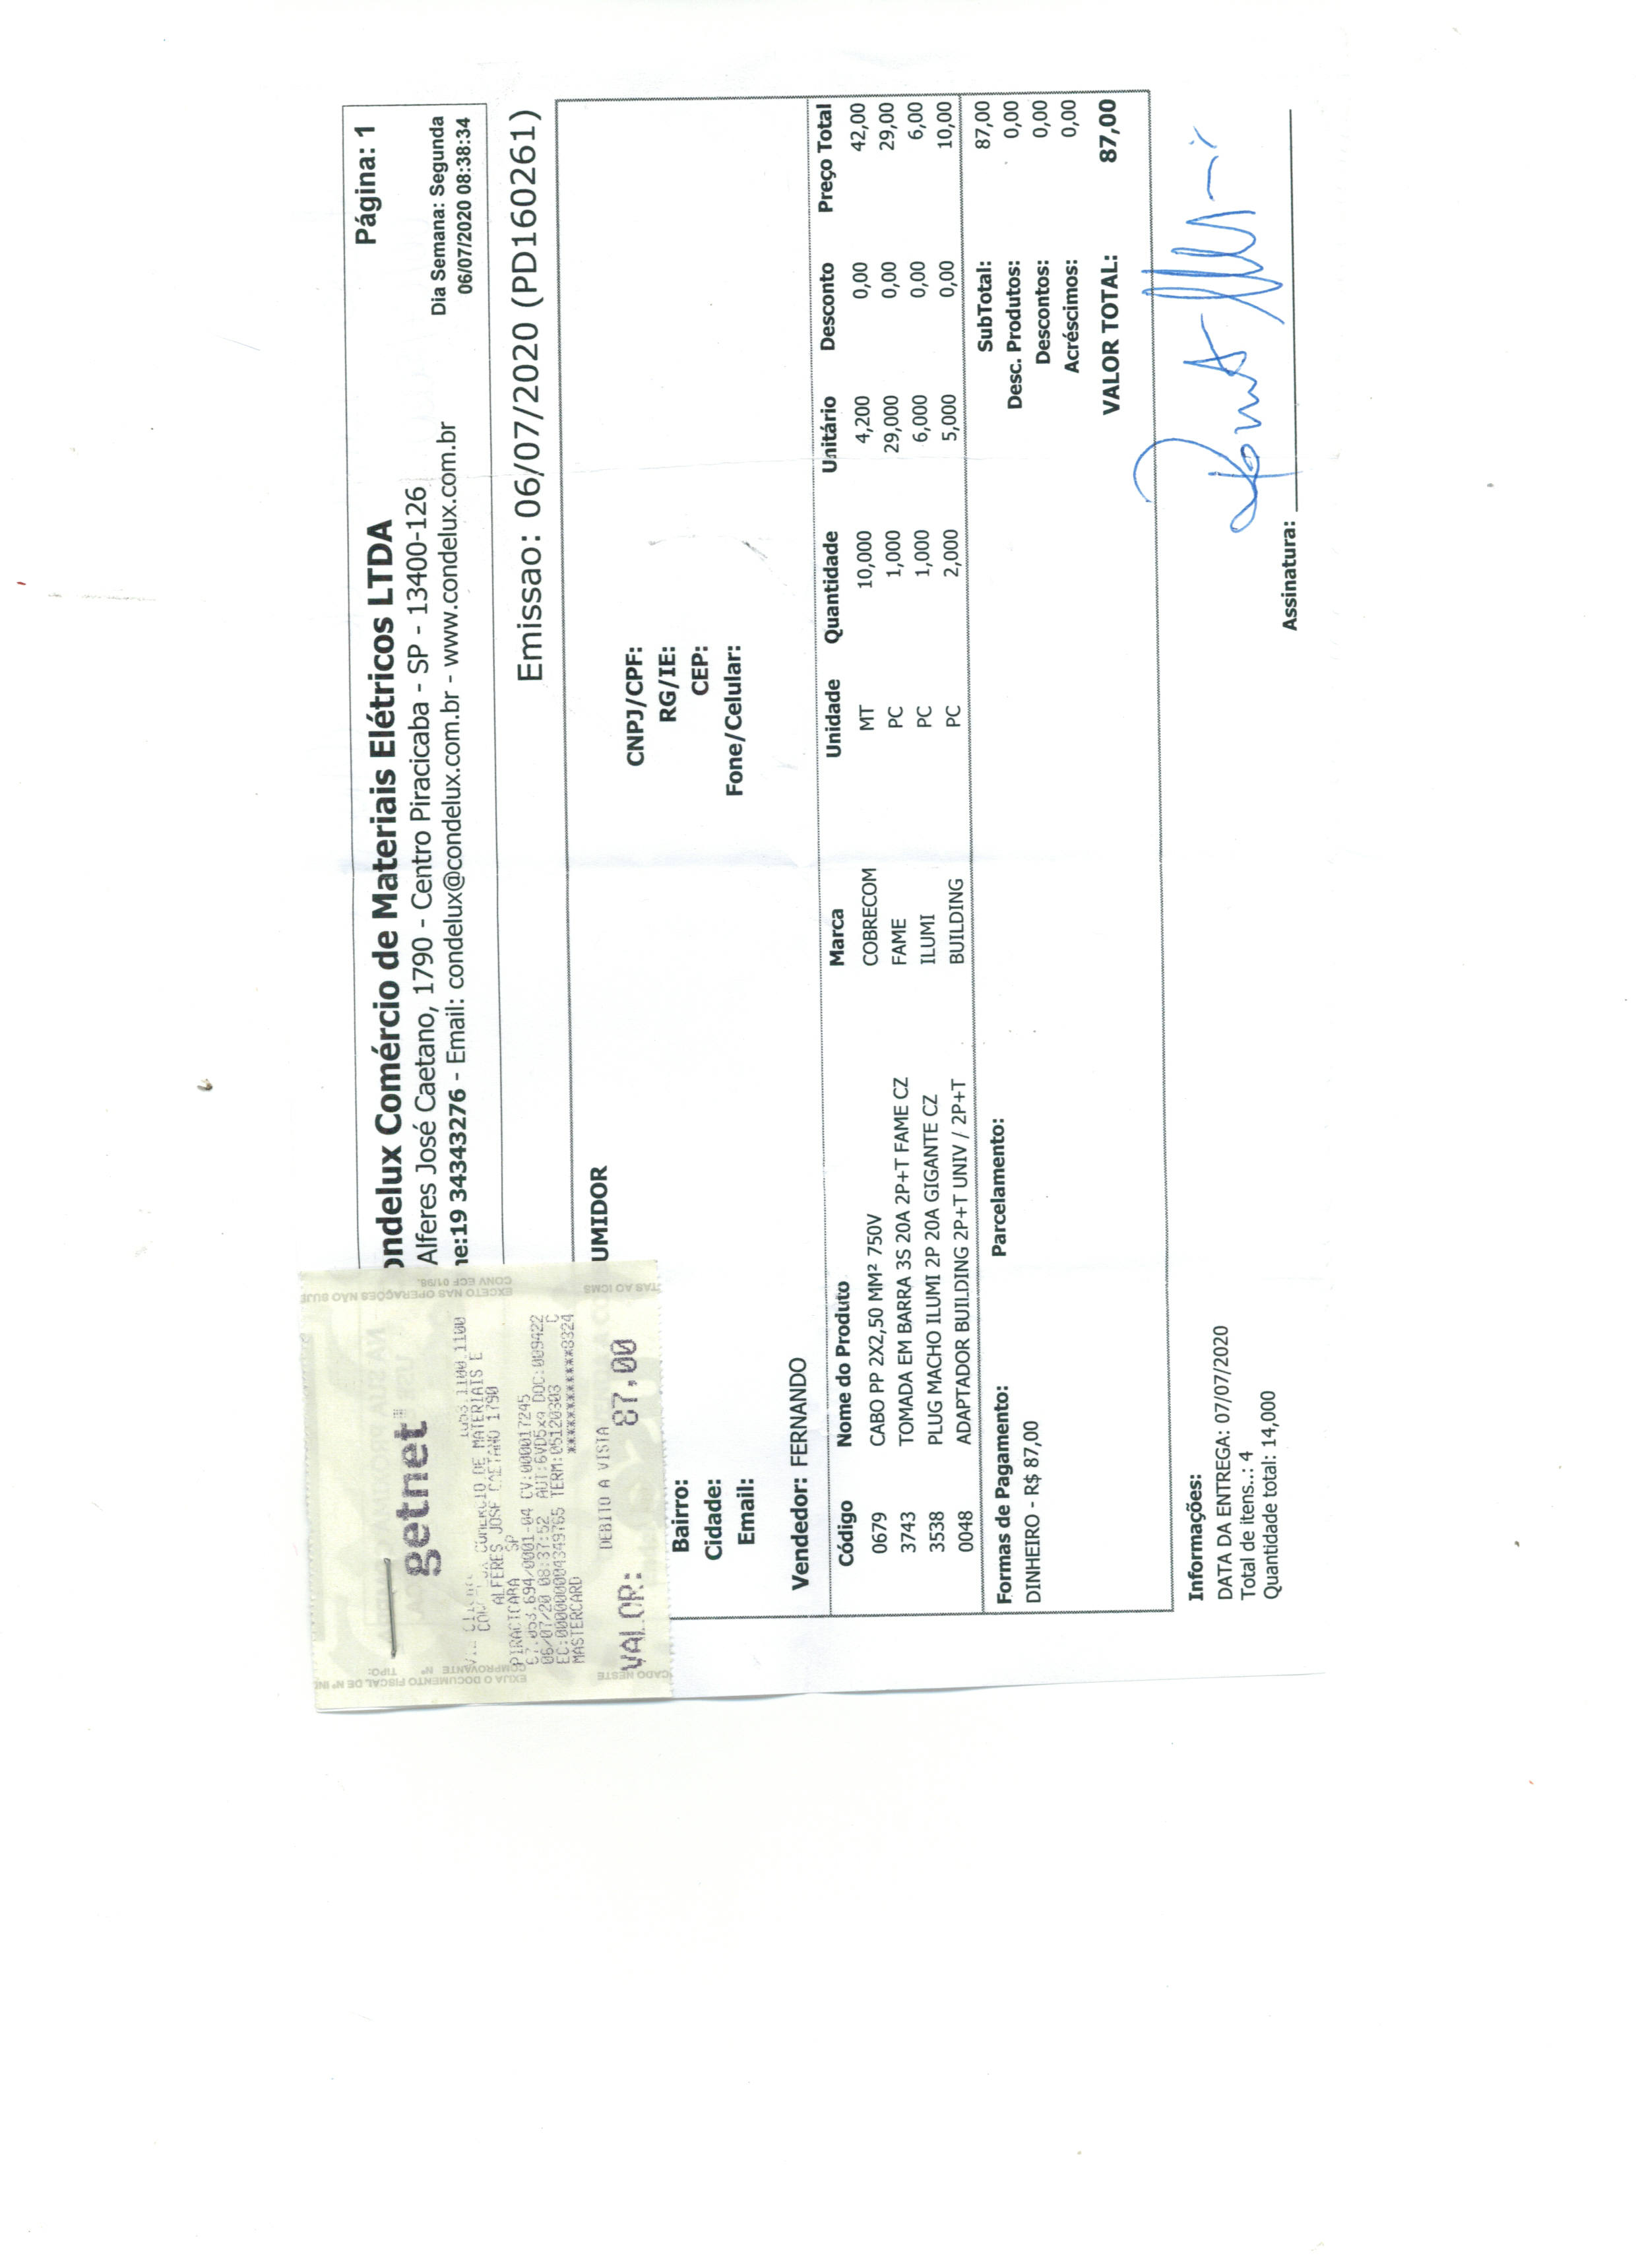 getnet
1053.1100.1100
COMERCIO DE MATERIAIS E
ALFERES JOSE CAETANO 1790
PIRACICABA SP
67.053.694/0001-04 CV:000017245
06/07/20 08:37:52 AUT:6VD5xq DOC:009422
EC:000000004349765 TERM:05120303 C
MASTERCARD ************8324
DEBITO A VISTA
VALOR: 87,00
ondelux Comércio de Materiais Elétricos LTDA
Página: 1
Alferes José Caetano, 1790 - Centro Piracicaba - SP - 13400-126
ne:19 34343276 - Email: condelux@condelux.com.br - www.condelux.com.br
Dia Semana: Segunda
06/07/2020 08:38:34
Emissao: 06/07/2020 (PD160261)
UMIDOR
CNPJ/CPF:
RG/IE:
Bairro:
CEP:
Cidade:
Fone/Celular:
Email:
Vendedor: FERNANDO
Código Nome do Produto Marca Unidade Quantidade Unitário Desconto Preço Total
0679 CABO PP 2X2,50 MM² 750V COBRECOM MT 10,000 4,200 0,00 42,00
3743 TOMADA EM BARRA 3S 20A 2P+T FAME CZ FAME PC 1,000 29,000 0,00 29,00
3538 PLUG MACHO ILUMI 2P 20A GIGANTE CZ ILUMI PC 1,000 6,000 0,00 6,00
0048 ADAPTADOR BUILDING 2P+T UNIV / 2P+T BUILDING PC 2,000 5,000 0,00 10,00
Formas de Pagamento: Parcelamento:
DINHEIRO - R$ 87,00
SubTotal: 87,00
Desc. Produtos: 0,00
Descontos: 0,00
Acréscimos: 0,00
VALOR TOTAL: 87,00
Informações:
DATA DA ENTREGA: 07/07/2020
Total de itens..: 4
Quantidade total: 14,000
Assinatura: